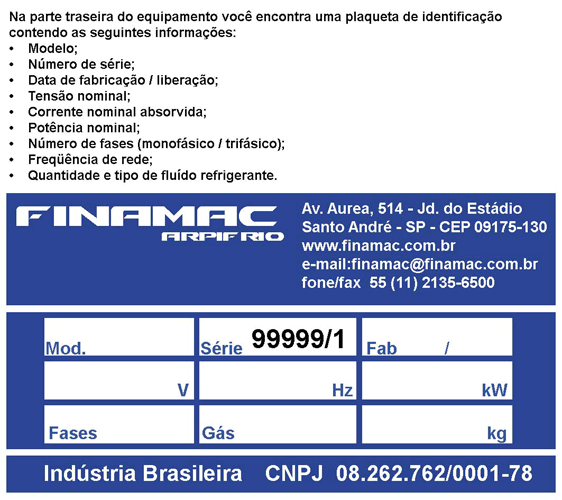 Na parte traseira do equipamento você encontra uma plaqueta de identificação
contendo as seguintes informações:
• Modelo;
• Número de série;
• Data de fabricação / liberação;
• Tensão nominal;
• Corrente nominal absorvida;
• Potência nominal;
• Número de fases (monofásico / trifásico);
• Freqüência de rede;
• Quantidade e tipo de fluído refrigerante.
FINAMAC
ARPIFRIO
Av. Aurea, 514 - Jd. do Estádio
Santo André - SP - CEP 09175-130
www.finamac.com.br
e-mail:finamac@finamac.com.br
fone/fax 55 (11) 2135-6500
Mod. Série 99999/1 Fab /
V Hz kW
Fases Gás kg
Indústria Brasileira CNPJ 08.262.762/0001-78